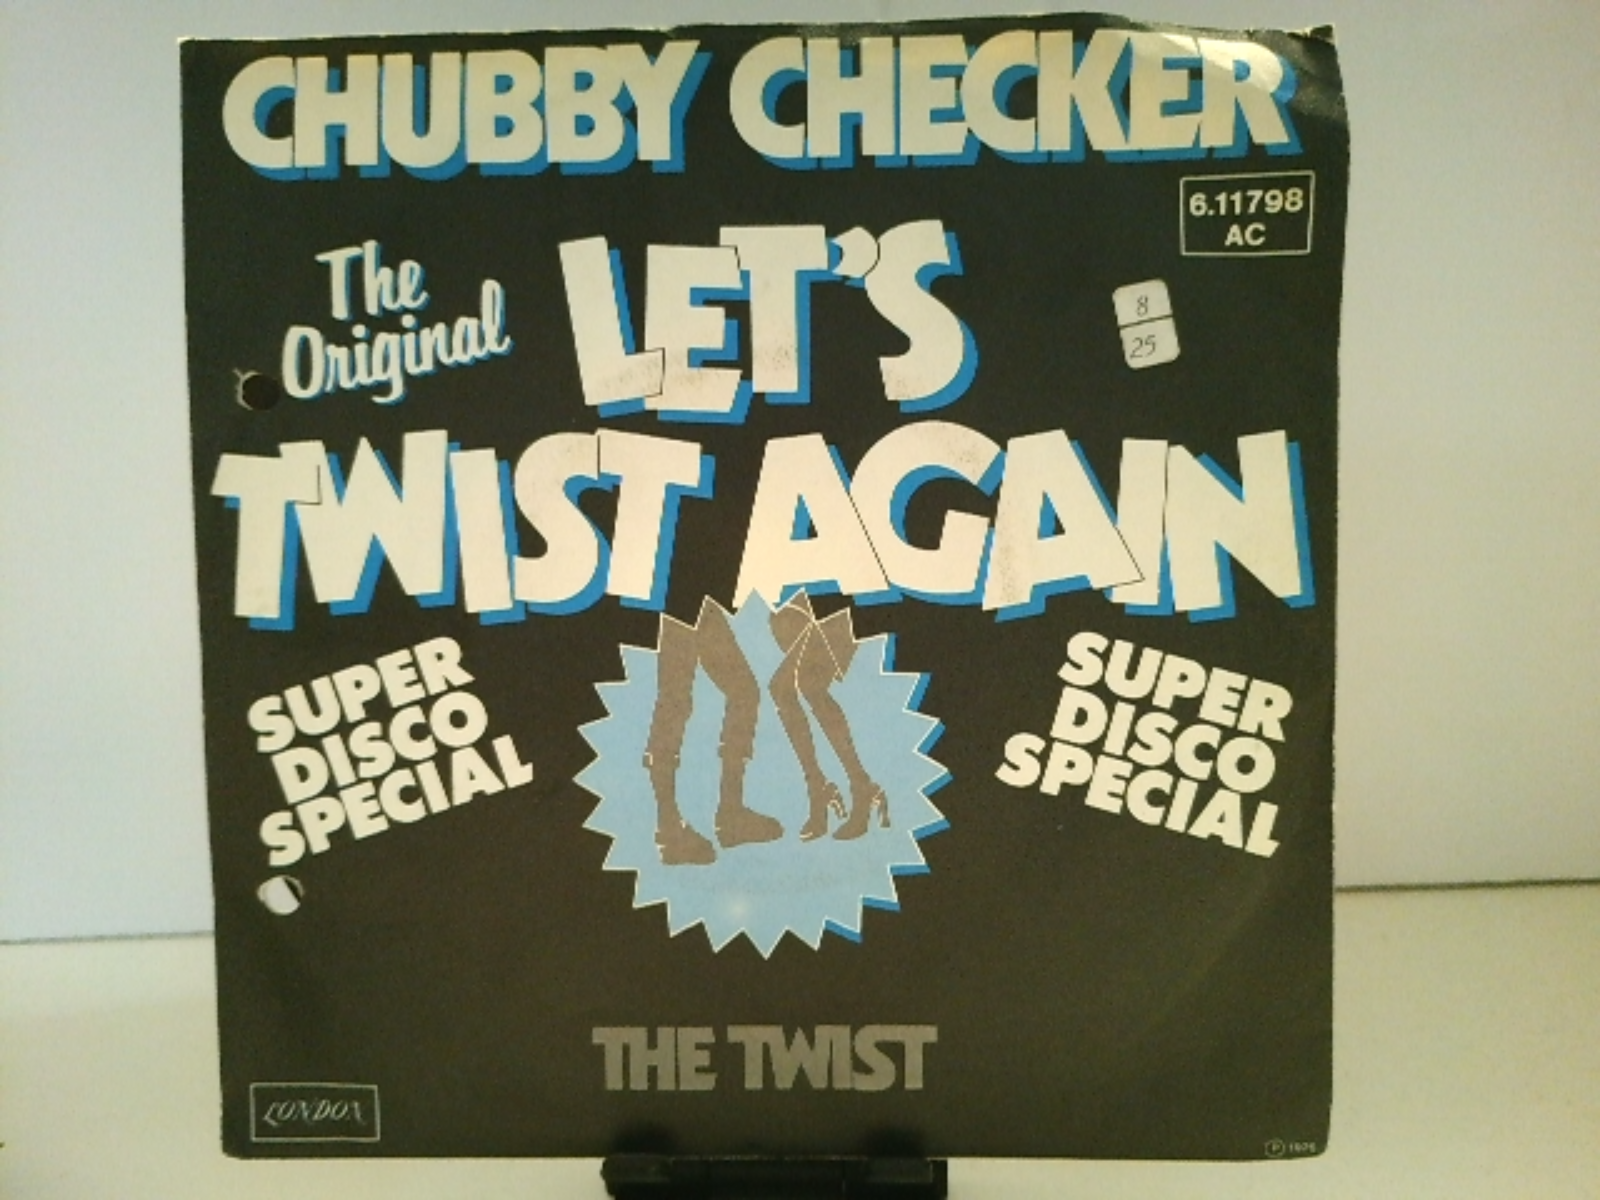 CHUBBY CHECKER
6.11798
AC
The
Original
LET'S
TWIST AGAIN
8
25
SUPER
DISCO
SPECIAL
SUPER
DISCO
SPECIAL
THE TWIST
LONDON
Ⓟ